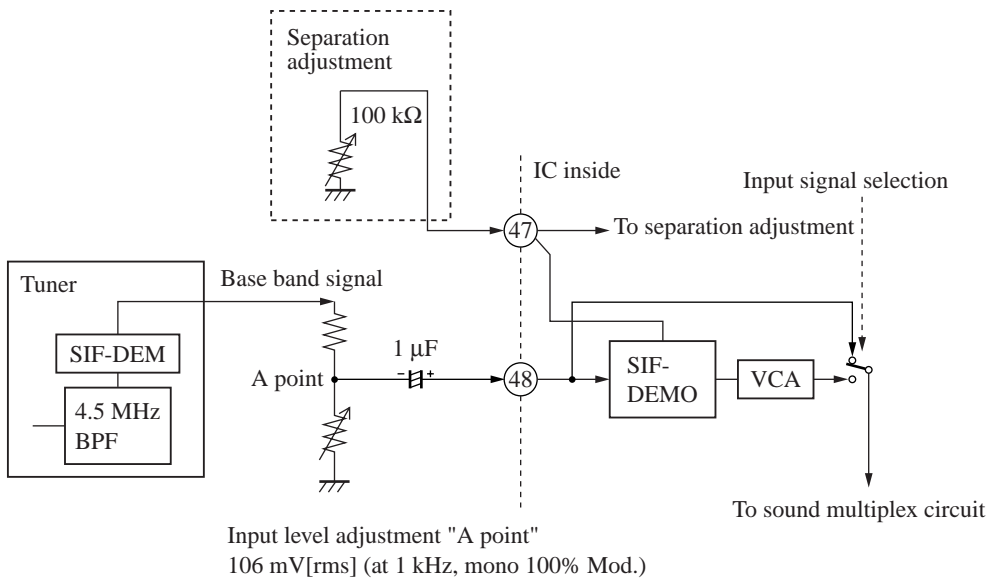 Separation
adjustment
100 kΩ
IC inside
Input signal selection
47
To separation adjustment
Tuner
Base band signal
SIF-DEM
1 µF
- +
A point
48
SIF-
DEMO
VCA
4.5 MHz
BPF
To sound multiplex circuit
Input level adjustment "A point"
106 mV[rms] (at 1 kHz, mono 100% Mod.)